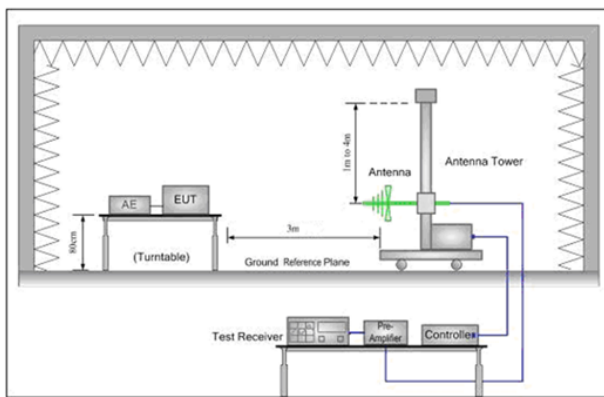 1m to 4m
Antenna
Antenna Tower
AE
EUT
80cm
(Turntable)
3m
Ground Reference Plane
Test Receiver
Pre-
Amplifier
Controller